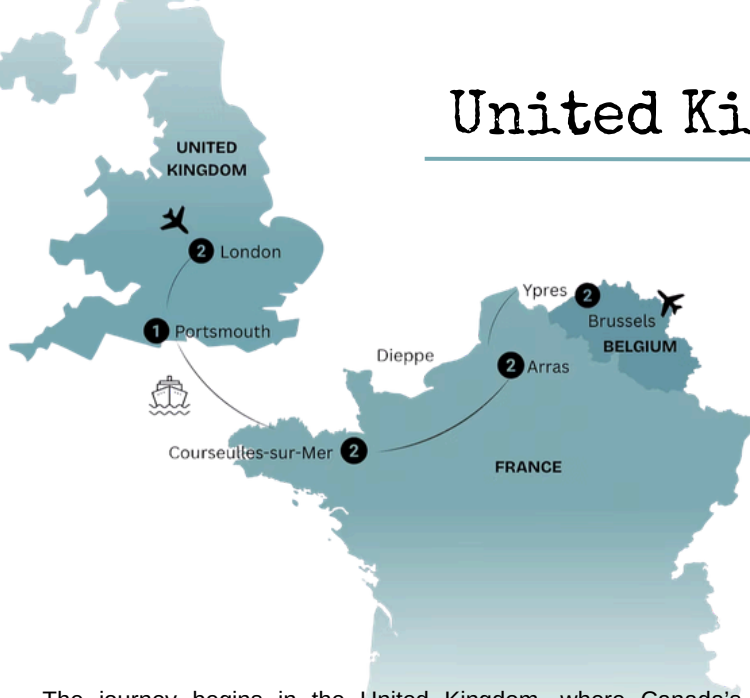 United Ki
UNITED
KINGDOM
2 London
1 Portsmouth
Ypres 2
Brussels
BELGIUM
Dieppe
2 Arras
Courseulles-sur-Mer 2
FRANCE
The journey begins in the United Kingdom, where Canada's